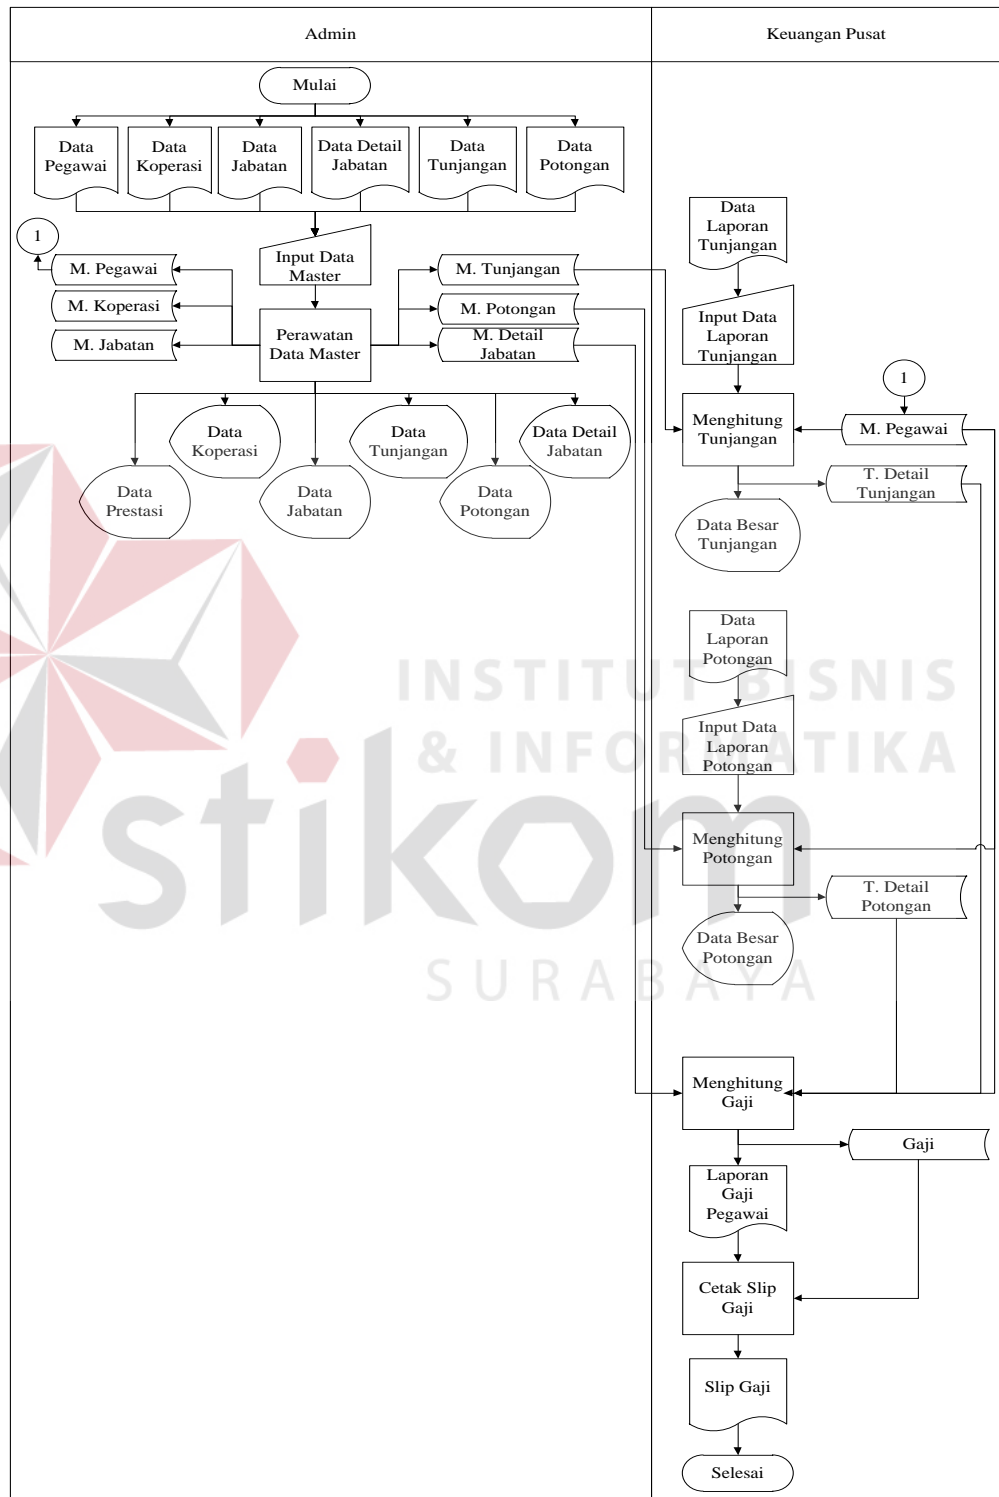 Admin
Keuangan Pusat
Mulai
Data
Pegawai
Data
Koperasi
Data
Jabatan
Data Detail
Jabatan
Data
Tunjangan
Data
Potongan
1
Input Data
Master
M. Pegawai
M. Koperasi
M. Jabatan
Perawatan
Data Master
M. Tunjangan
M. Potongan
M. Detail
Jabatan
Data
Koperasi
Data
Tunjangan
Data Detail
Jabatan
Data
Prestasi
Data
Jabatan
Data
Potongan
Data
Laporan
Tunjangan
Input Data
Laporan
Tunjangan
1
Menghitung
Tunjangan
M. Pegawai
T. Detail
Tunjangan
Data Besar
Tunjangan
Data
Laporan
Potongan
Input Data
Laporan
Potongan
Menghitung
Potongan
T. Detail
Potongan
Data Besar
Potongan
Menghitung
Gaji
Gaji
Laporan
Gaji
Pegawai
Cetak Slip
Gaji
Slip Gaji
Selesai
INSTITUT BISNIS
& INFORMATIKA
stikom
SURABAYA